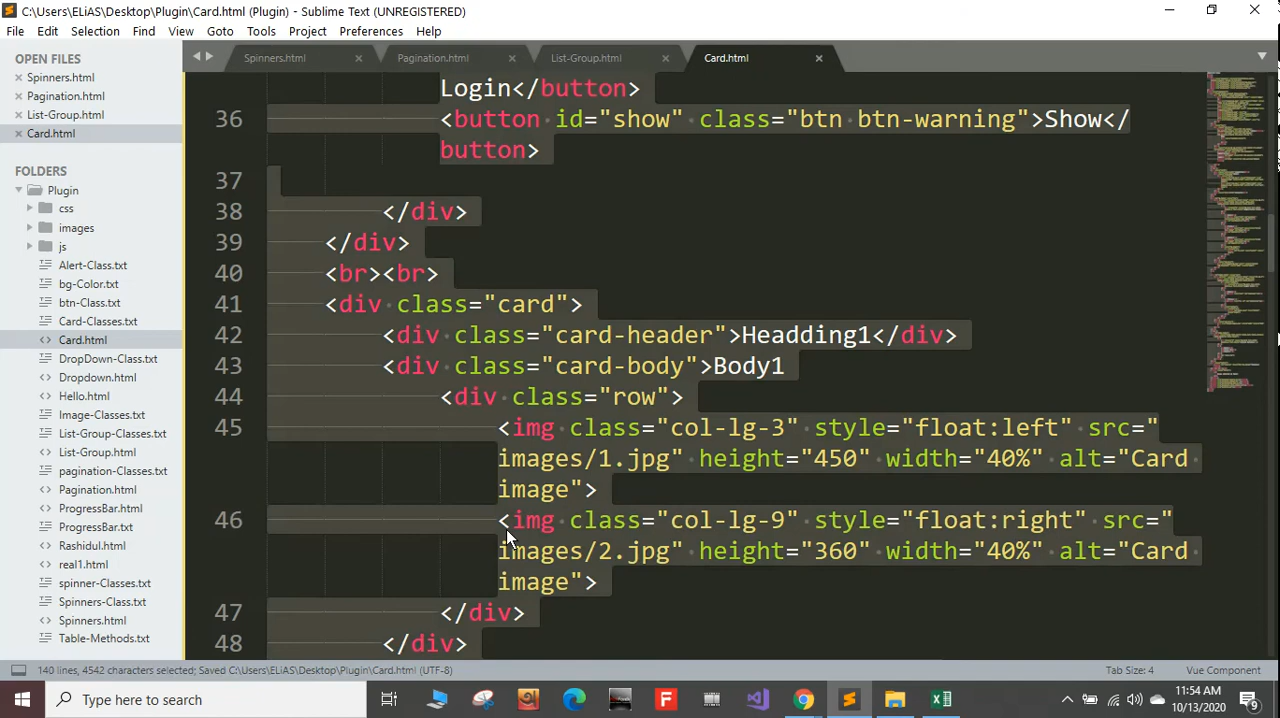 C:\Users\ELiAS\Desktop\Plugin\Card.html (Plugin) - Sublime Text (UNREGISTERED)
File Edit Selection Find View Goto Tools Project Preferences Help
OPEN FILES
Spinners.html
Pagination.html
List-Group.html
Card.html
FOLDERS
Plugin
css
images
js
Alert-Class.txt
bg-Color.txt
btn-Class.txt
Card-Classes.txt
Card.html
DropDown-Class.txt
Dropdown.html
Hello.html
Image-Classes.txt
List-Group-Classes.txt
List-Group.html
pagination-Classes.txt
Pagination.html
ProgressBar.html
ProgressBar.txt
Rashidul.html
real1.html
spinner-Classes.txt
Spinners-Class.txt
Spinners.html
Table-Methods.txt
Spinners.html Pagination.html List-Group.html Card.html
Login</button>
36 <button id="show" class="btn btn-warning">Show</
button>
37
38 </div>
39 </div>
40 <br><br>
41 <div class="card">
42 <div class="card-header">Headding1</div>
43 <div class="card-body">Body1
44 <div class="row">
45 <img class="col-lg-3" style="float:left" src="
images/1.jpg" height="450" width="40%" alt="Card
image">
46 <img class="col-lg-9" style="float:right" src="
images/2.jpg" height="360" width="40%" alt="Card
image">
47 </div>
48 </div>
140 lines, 4542 characters selected; Saved C:\Users\ELiAS\Desktop\Plugin\Card.html (UTF-8) Tab Size: 4 Vue Component
Type here to search
11:54 AM
10/13/2020
9